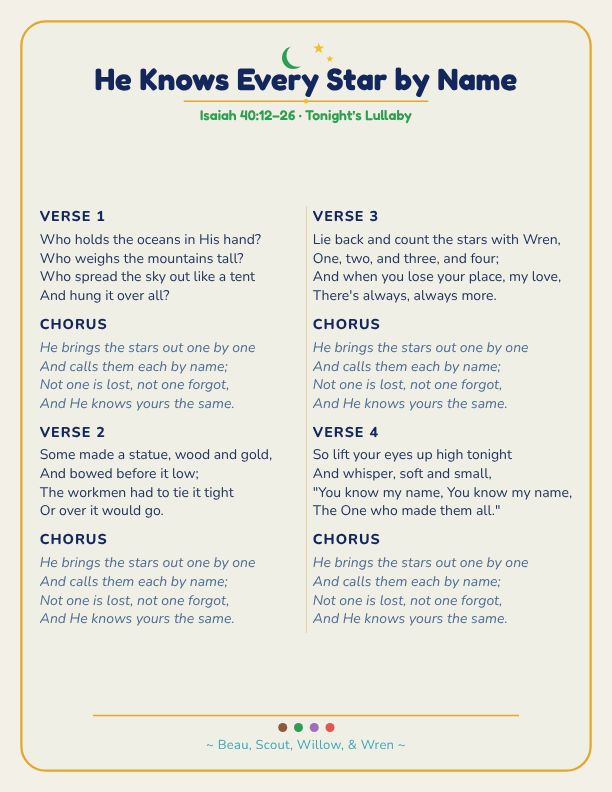 He Knows Every Star by Name
Isaiah 40:12–26 · Tonight's Lullaby
VERSE 1
Who holds the oceans in His hand?
Who weighs the mountains tall?
Who spread the sky out like a tent
And hung it over all?
CHORUS
He brings the stars out one by one
And calls them each by name;
Not one is lost, not one forgot,
And He knows yours the same.
VERSE 2
Some made a statue, wood and gold,
And bowed before it low;
The workmen had to tie it tight
Or over it would go.
CHORUS
He brings the stars out one by one
And calls them each by name;
Not one is lost, not one forgot,
And He knows yours the same.
VERSE 3
Lie back and count the stars with Wren,
One, two, and three, and four;
And when you lose your place, my love,
There's always, always more.
CHORUS
He brings the stars out one by one
And calls them each by name;
Not one is lost, not one forgot,
And He knows yours the same.
VERSE 4
So lift your eyes up high tonight
And whisper, soft and small,
"You know my name, You know my name,
The One who made them all."
CHORUS
He brings the stars out one by one
And calls them each by name;
Not one is lost, not one forgot,
And He knows yours the same.
~ Beau, Scout, Willow, & Wren ~